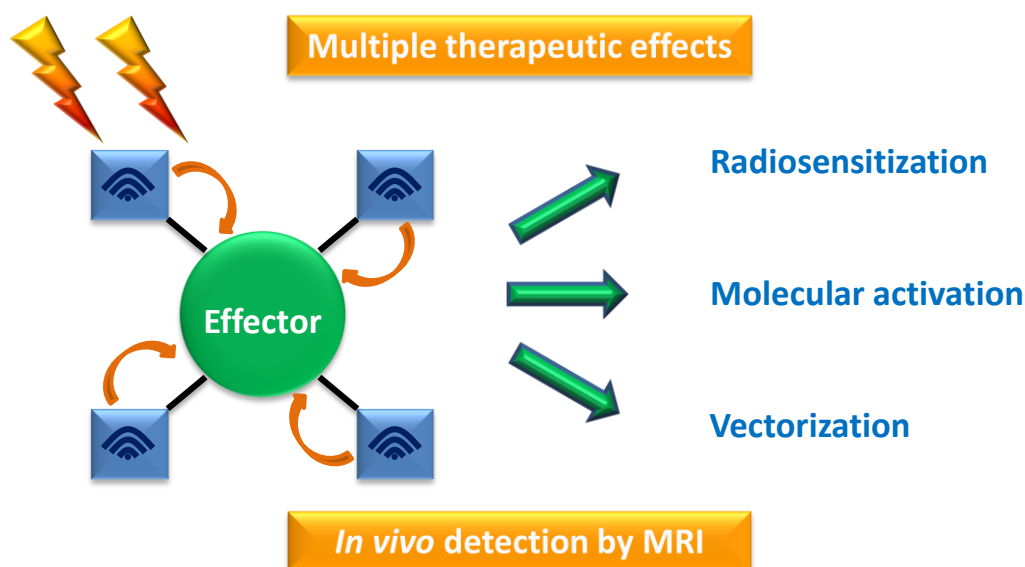 Multiple therapeutic effects
Radiosensitization
Effector
Molecular activation
Vectorization
In vivo detection by MRI